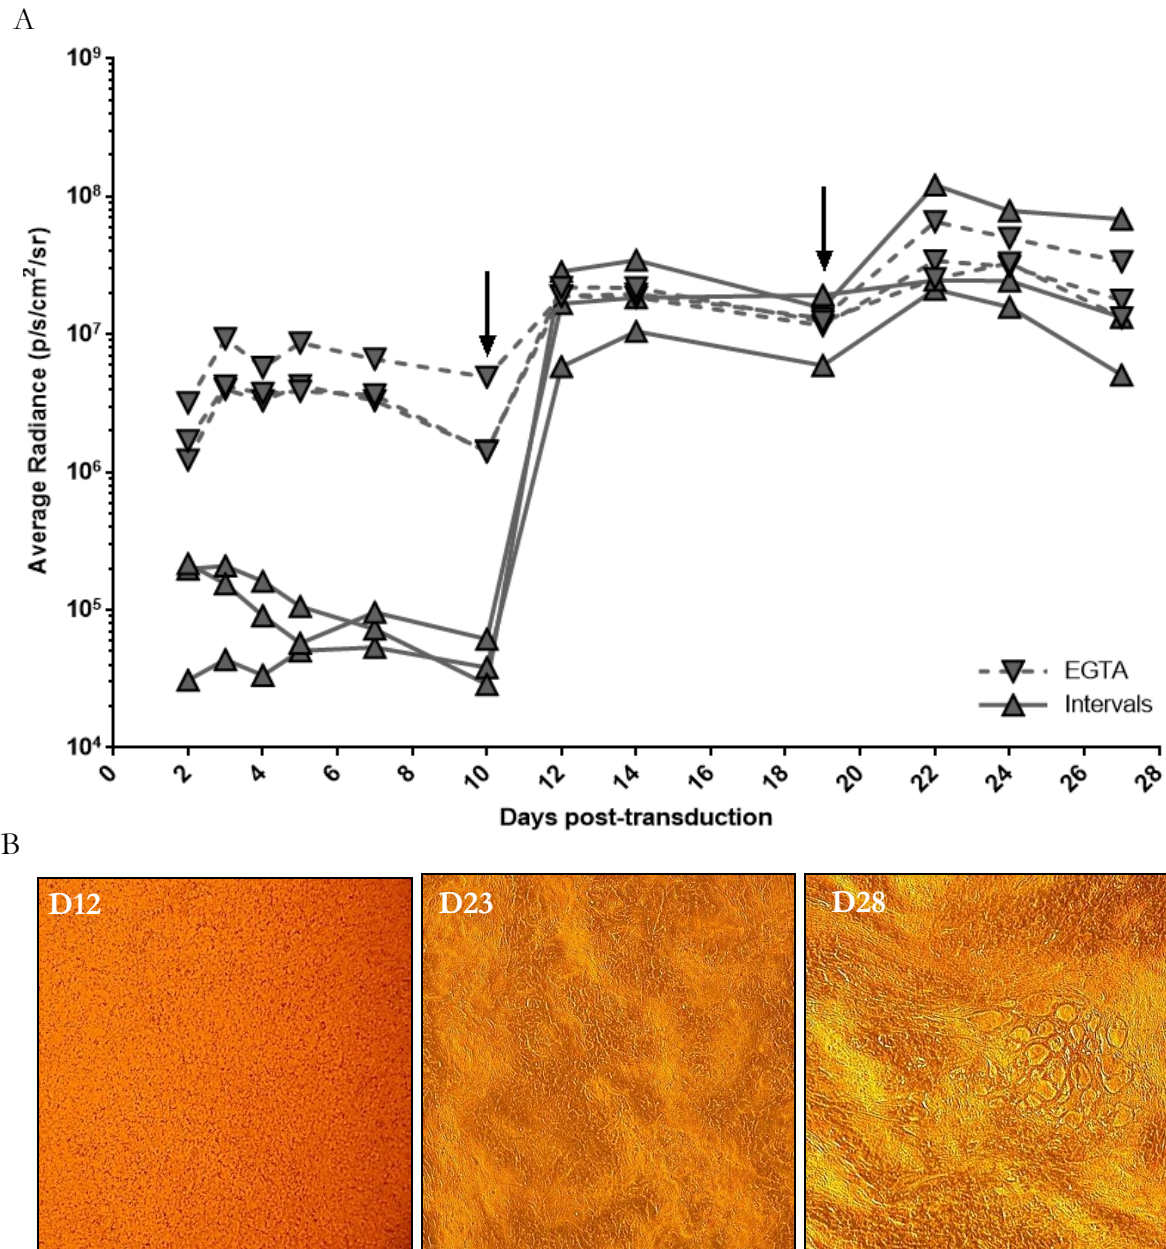 A
10⁹
10⁸
10⁷
10⁶
10⁵
10⁴
Average Radiance (p/s/cm²/sr)
EGTA
Intervals
0 2 4 6 8 10 12 14 16 18 20 22 24 26 28
Days post-transduction
B
D12 D23 D28